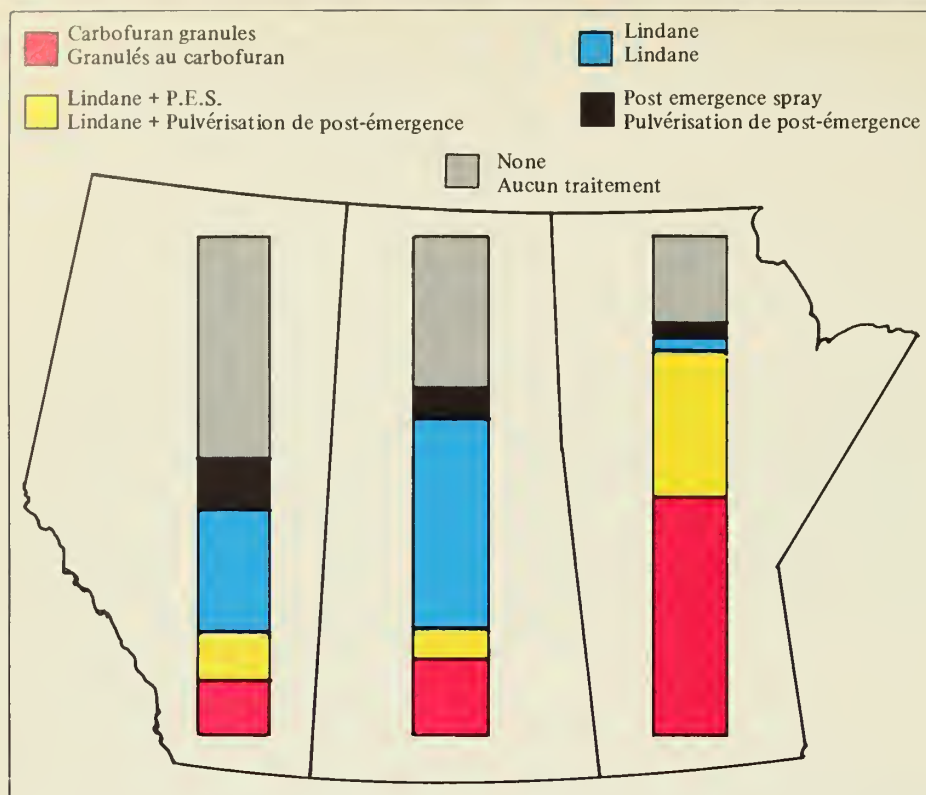 Carbofuran granules
Granulés au carbofuran
Lindane
Lindane
Lindane + P.E.S.
Lindane + Pulvérisation de post-émergence
Post emergence spray
Pulvérisation de post-émergence
None
Aucun traitement